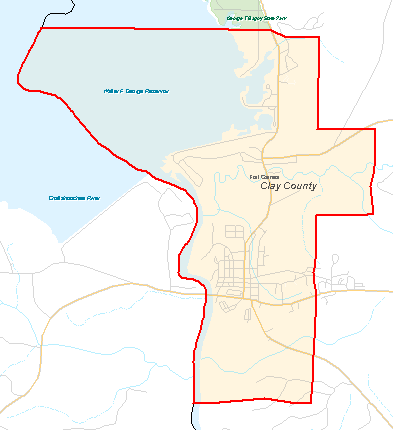 George T Bagby State Park
Walter F George Reservoir
Fort Gaines
Clay County
Chattahoochee River